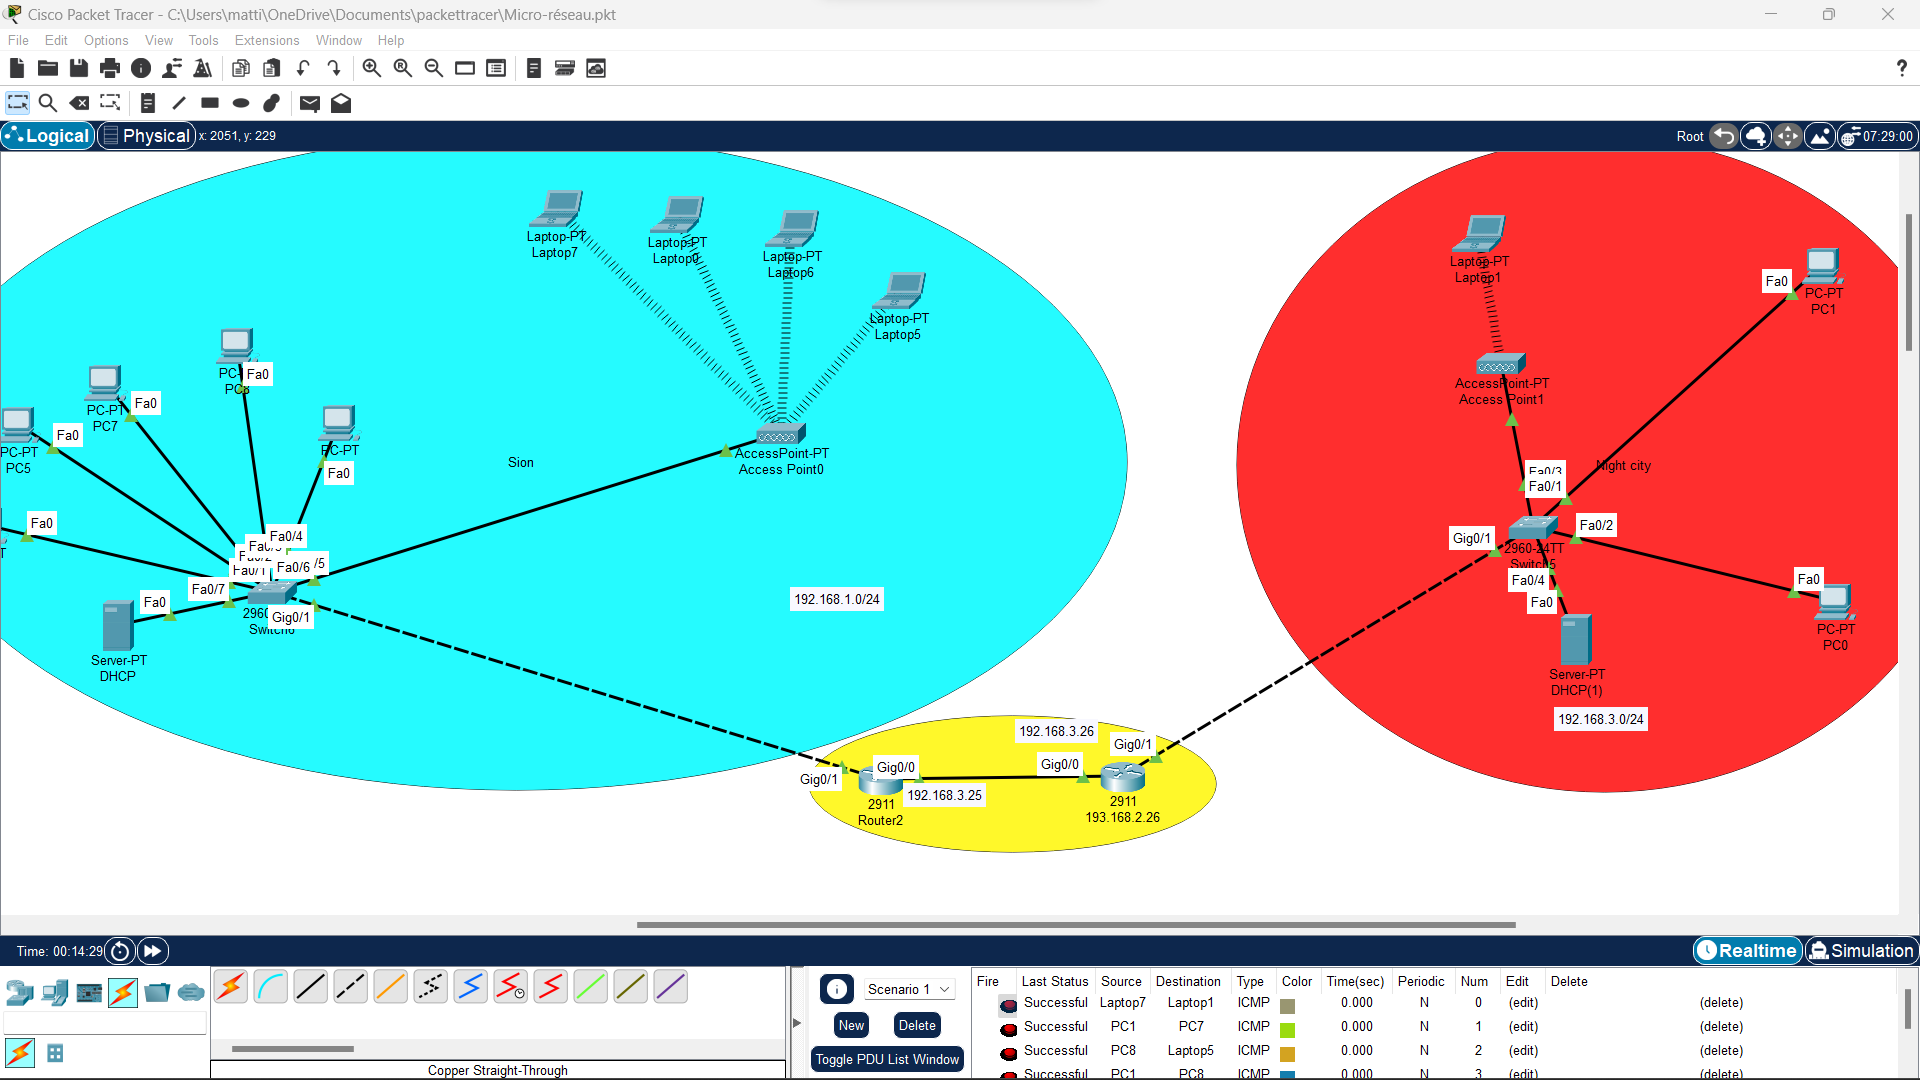 Cisco Packet Tracer - C:\Users\matti\OneDrive\Documents\packettracer\Micro-réseau.pkt
File Edit Options View Tools Extensions Window Help
?
Logical Physical x: 2051, y: 229 Root 07:29:00
Laptop-PT
Laptop7
Laptop-PT
Laptop0
Laptop-PT
Laptop6
Laptop-PT
Laptop5
Laptop-PT
Laptop1
Fa0
PC-PT
PC1
Fa0
PC8
Fa0
PC-PT
PC7
AccessPoint-PT
Access Point1
Fa0
PC-PT
PC5
PC-PT
Fa0
Sion
AccessPoint-PT
Access Point0
Night city
Fa0/3
Fa0/1
Fa0
Fa0/4
Fa0/1
Fa0/6
/5
Fa0/7
Fa0
Gig0/1
Switch6
Server-PT
DHCP
192.168.1.0/24
Gig0/1
Fa0/2
2960-24TT
Switch5
Fa0/4
Fa0
Fa0
PC-PT
PC0
Server-PT
DHCP(1)
192.168.3.0/24
192.168.3.26
Gig0/1
Gig0/0
Gig0/0
Gig0/1
192.168.3.25
2911
Router2
2911
193.168.2.26
Time: 00:14:29 Realtime Simulation
Scenario 1
New Delete
Toggle PDU List Window
Copper Straight-Through
Fire Last Status Source Destination Type Color Time(sec) Periodic Num Edit Delete
Successful Laptop7 Laptop1 ICMP 0.000 N 0 (edit) (delete)
Successful PC1 PC7 ICMP 0.000 N 1 (edit) (delete)
Successful PC8 Laptop5 ICMP 0.000 N 2 (edit) (delete)
Successful PC1 PC8 ICMP 0.000 N 3 (edit) (delete)